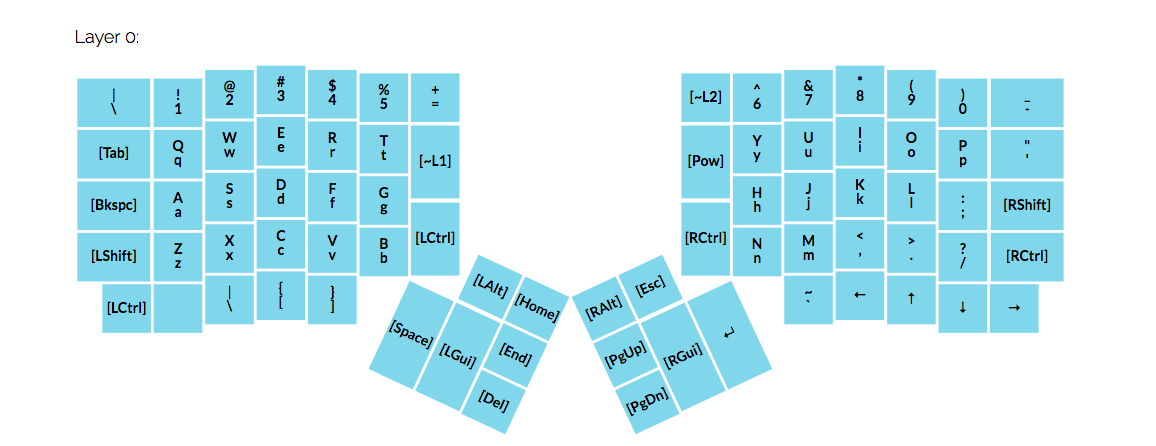 Layer 0:
| ! @ # $ % + [~L2] ^ & * ( ) _
\ 1 2 3 4 5 = 6 7 8 9 0 -
[Tab] Q W E R T [~L1] [Pow] Y U I O P "
q w e r t y u i o p '
[Bkspc] A S D F G H J K L : [RShift]
a s d f g h j k l ;
[LShift] Z X C V B [LCtrl] [RCtrl] N M < > ? [RCtrl]
z x c v b n m , . /
[LCtrl] | { } ~ ← ↑ ↓ →
\ [ ] `
[LAlt] [Home] [RAlt] [Esc]
[Space] [LGui] [End] [PgUp] [RGui] ↵
[Del] [PgDn]